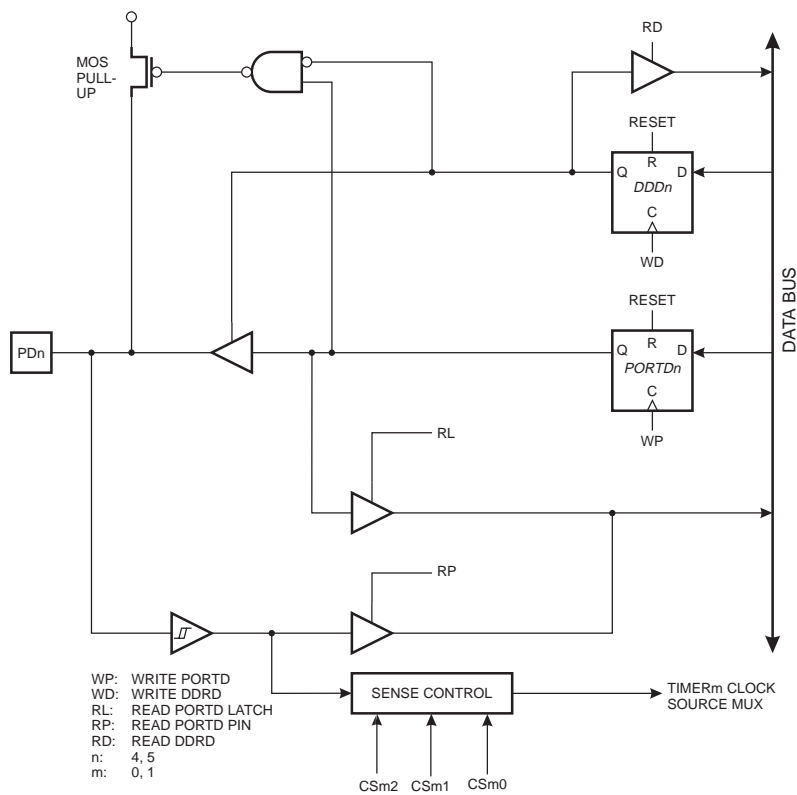 RD
MOS
PULL-
UP
RESET
R
Q
D
DDDn
C
WD
DATA BUS
RESET
PDn
R
Q
D
PORTDn
C
WP
RL
RP
WP: WRITE PORTD
WD: WRITE DDRD
RL: READ PORTD LATCH
RP: READ PORTD PIN
RD: READ DDRD
n: 4, 5
m: 0, 1
SENSE CONTROL
TIMERm CLOCK
SOURCE MUX
CSm2
CSm1
CSm0